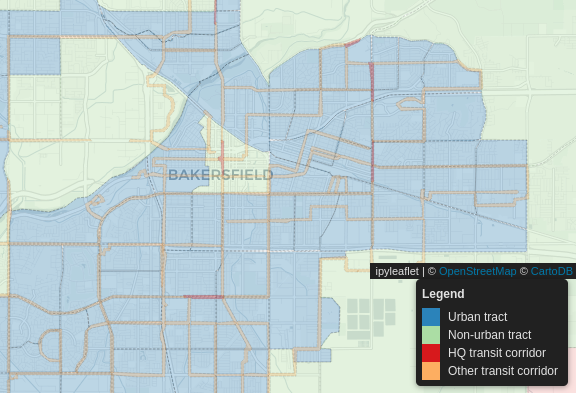 BAKERSFIELD
ipyleaflet | © OpenStreetMap © CartoDB
Legend
Urban tract
Non-urban tract
HQ transit corridor
Other transit corridor